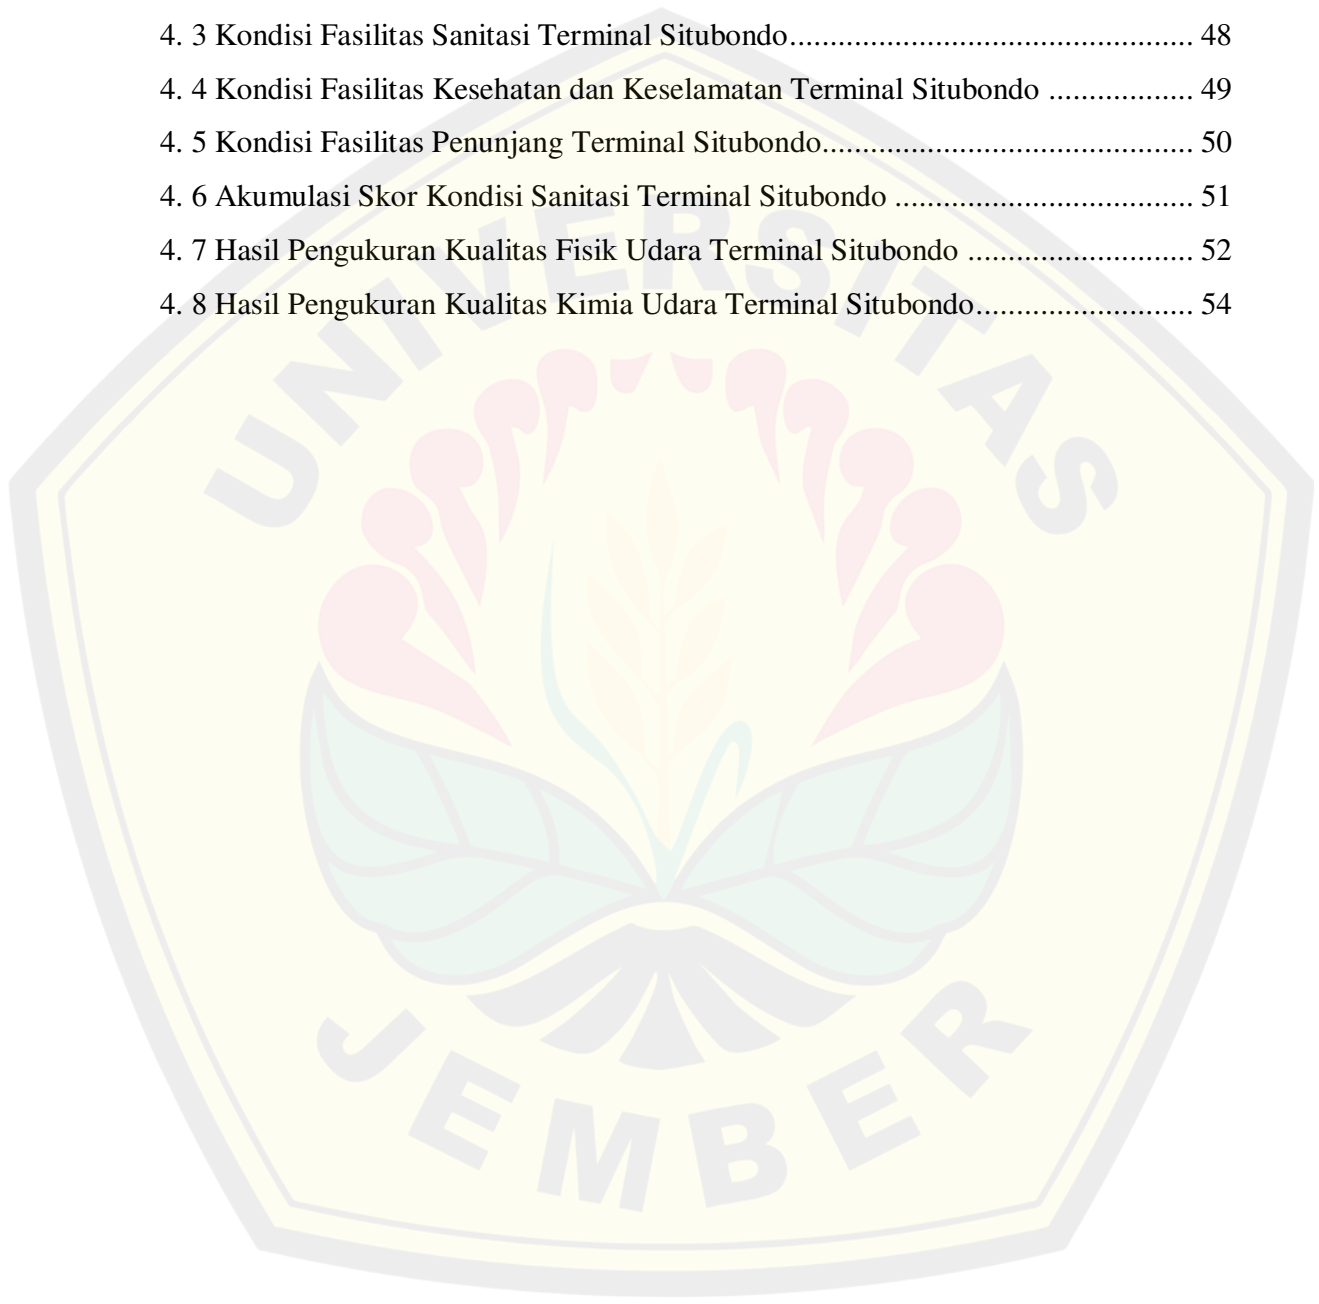 4. 3 Kondisi Fasilitas Sanitasi Terminal Situbondo.................................................. 48
4. 4 Kondisi Fasilitas Kesehatan dan Keselamatan Terminal Situbondo .................. 49
4. 5 Kondisi Fasilitas Penunjang Terminal Situbondo.............................................. 50
4. 6 Akumulasi Skor Kondisi Sanitasi Terminal Situbondo ..................................... 51
4. 7 Hasil Pengukuran Kualitas Fisik Udara Terminal Situbondo ............................ 52
4. 8 Hasil Pengukuran Kualitas Kimia Udara Terminal Situbondo........................... 54
UNIVERSITAS
JEMBER